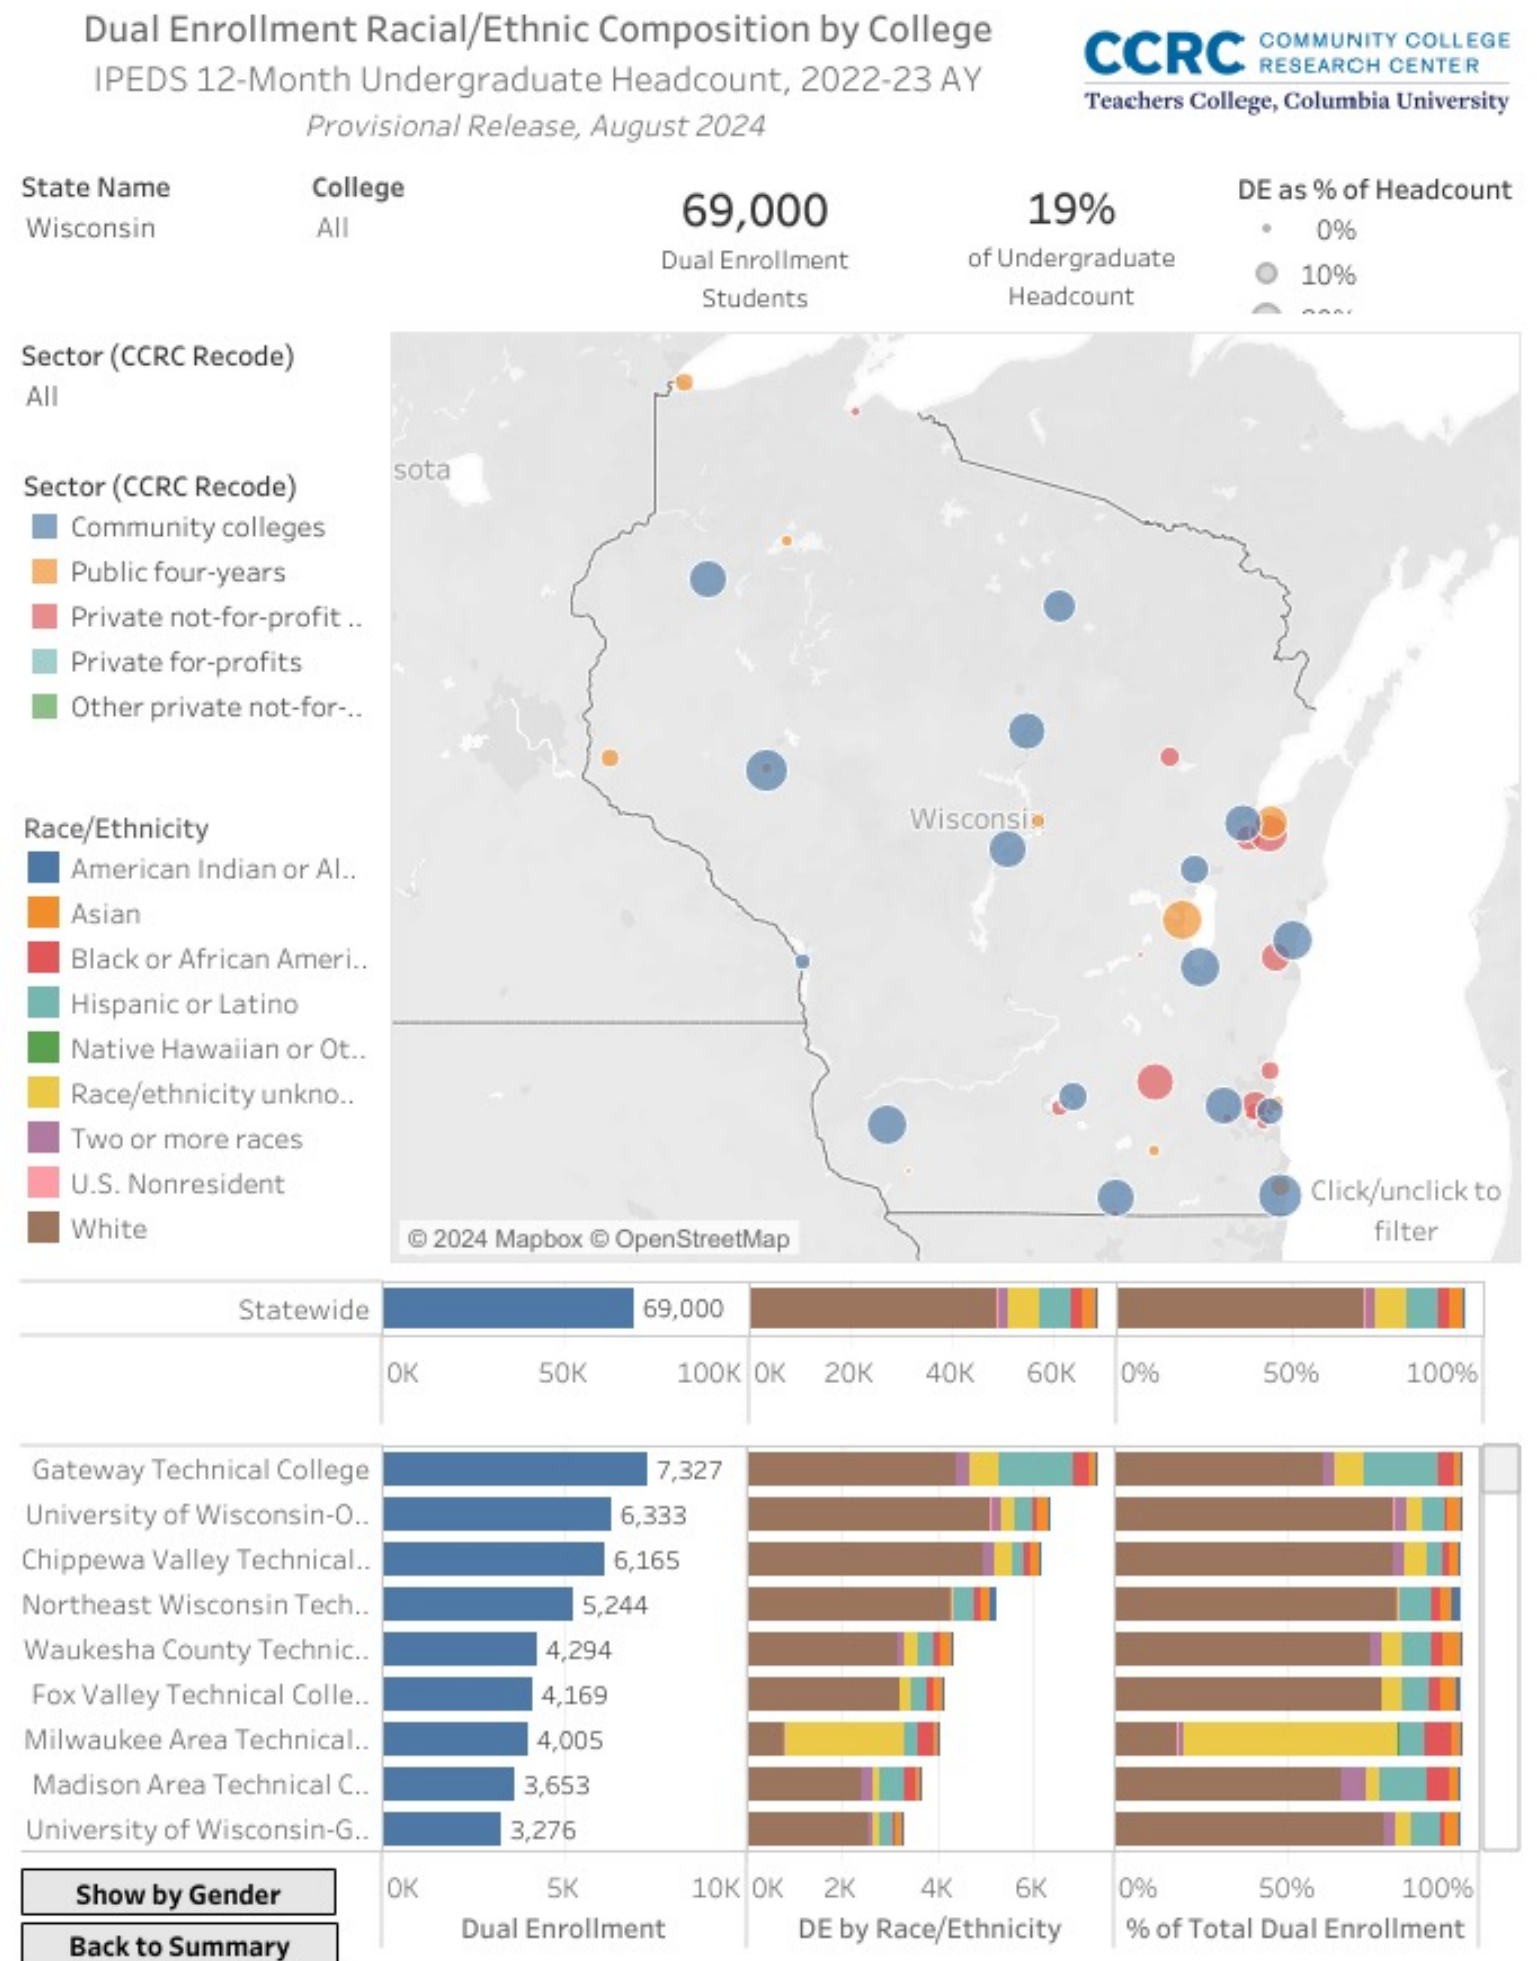 Dual Enrollment Racial/Ethnic Composition by College
IPEDS 12-Month Undergraduate Headcount, 2022-23 AY
Provisional Release, August 2024
CCRC COMMUNITY COLLEGE
RESEARCH CENTER
Teachers College, Columbia University
State Name
Wisconsin
College
All
69,000
Dual Enrollment
Students
19%
of Undergraduate
Headcount
DE as % of Headcount
0%
10%
Sector (CCRC Recode)
All
Sector (CCRC Recode)
Community colleges
Public four-years
Private not-for-profit ..
Private for-profits
Other private not-for-..
Race/Ethnicity
American Indian or Al..
Asian
Black or African Ameri..
Hispanic or Latino
Native Hawaiian or Ot..
Race/ethnicity unkno..
Two or more races
U.S. Nonresident
White
sota
Wisconsi
Click/unclick to
filter
© 2024 Mapbox © OpenStreetMap
Statewide 69,000
0K 50K 100K 0K 20K 40K 60K 0% 50% 100%
Gateway Technical College 7,327
University of Wisconsin-O.. 6,333
Chippewa Valley Technical.. 6,165
Northeast Wisconsin Tech.. 5,244
Waukesha County Technic.. 4,294
Fox Valley Technical Colle.. 4,169
Milwaukee Area Technical.. 4,005
Madison Area Technical C.. 3,653
University of Wisconsin-G.. 3,276
0K 5K 10K 0K 2K 4K 6K 0% 50% 100%
Dual Enrollment DE by Race/Ethnicity % of Total Dual Enrollment
Show by Gender
Back to Summary